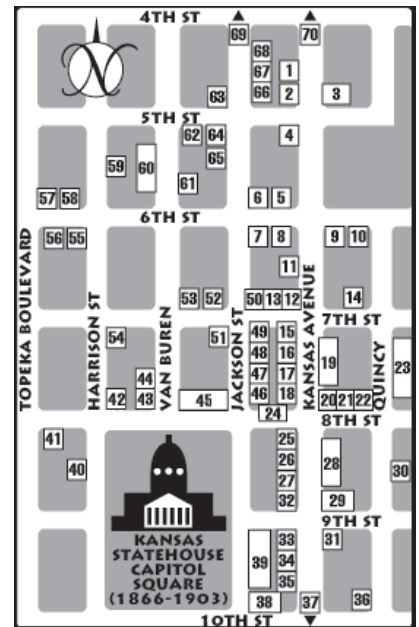 4TH ST
69
70
68
67
1
66
2
63
3
N
5TH ST
62 64
4
59
60
65
61
57 58
6 5
6TH ST
56 55
7 8
9 10
11
53 52
50 13 12
14
7TH ST
TOPEKA BOULEVARD
HARRISON ST
VAN BUREN
JACKSON ST
KANSAS AVENUE
QUINCY
54
51
49 15
48 16
47 17
46 18
19
23
44
42 43
45
20 21 22
24
8TH ST
41
40
25
26
27
32
28
29
30
KANSAS
STATEHOUSE
CAPITOL
SQUARE
(1866-1903)
9TH ST
39
33
34
35
31
38
37
36
10TH ST